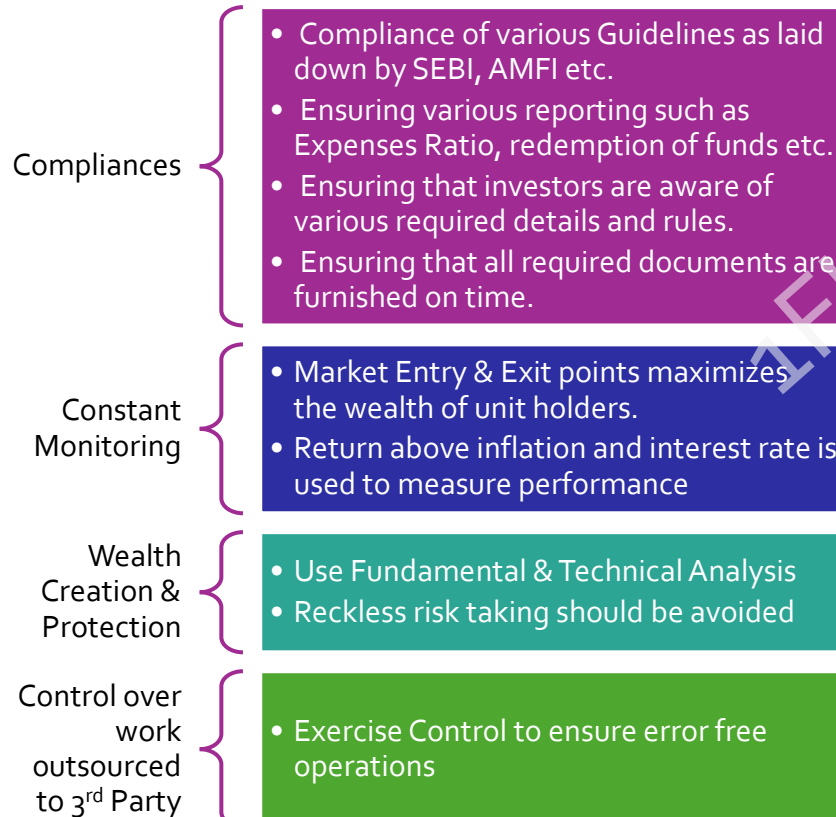 Compliances
• Compliance of various Guidelines as laid
down by SEBI, AMFI etc.
• Ensuring various reporting such as
Expenses Ratio, redemption of funds etc.
• Ensuring that investors are aware of
various required details and rules.
• Ensuring that all required documents are
furnished on time.
Constant
Monitoring
• Market Entry & Exit points maximizes
the wealth of unit holders.
• Return above inflation and interest rate is
used to measure performance
Wealth
Creation &
Protection
• Use Fundamental & Technical Analysis
• Reckless risk taking should be avoided
Control over
work
outsourced
to 3rd Party
• Exercise Control to ensure error free
operations